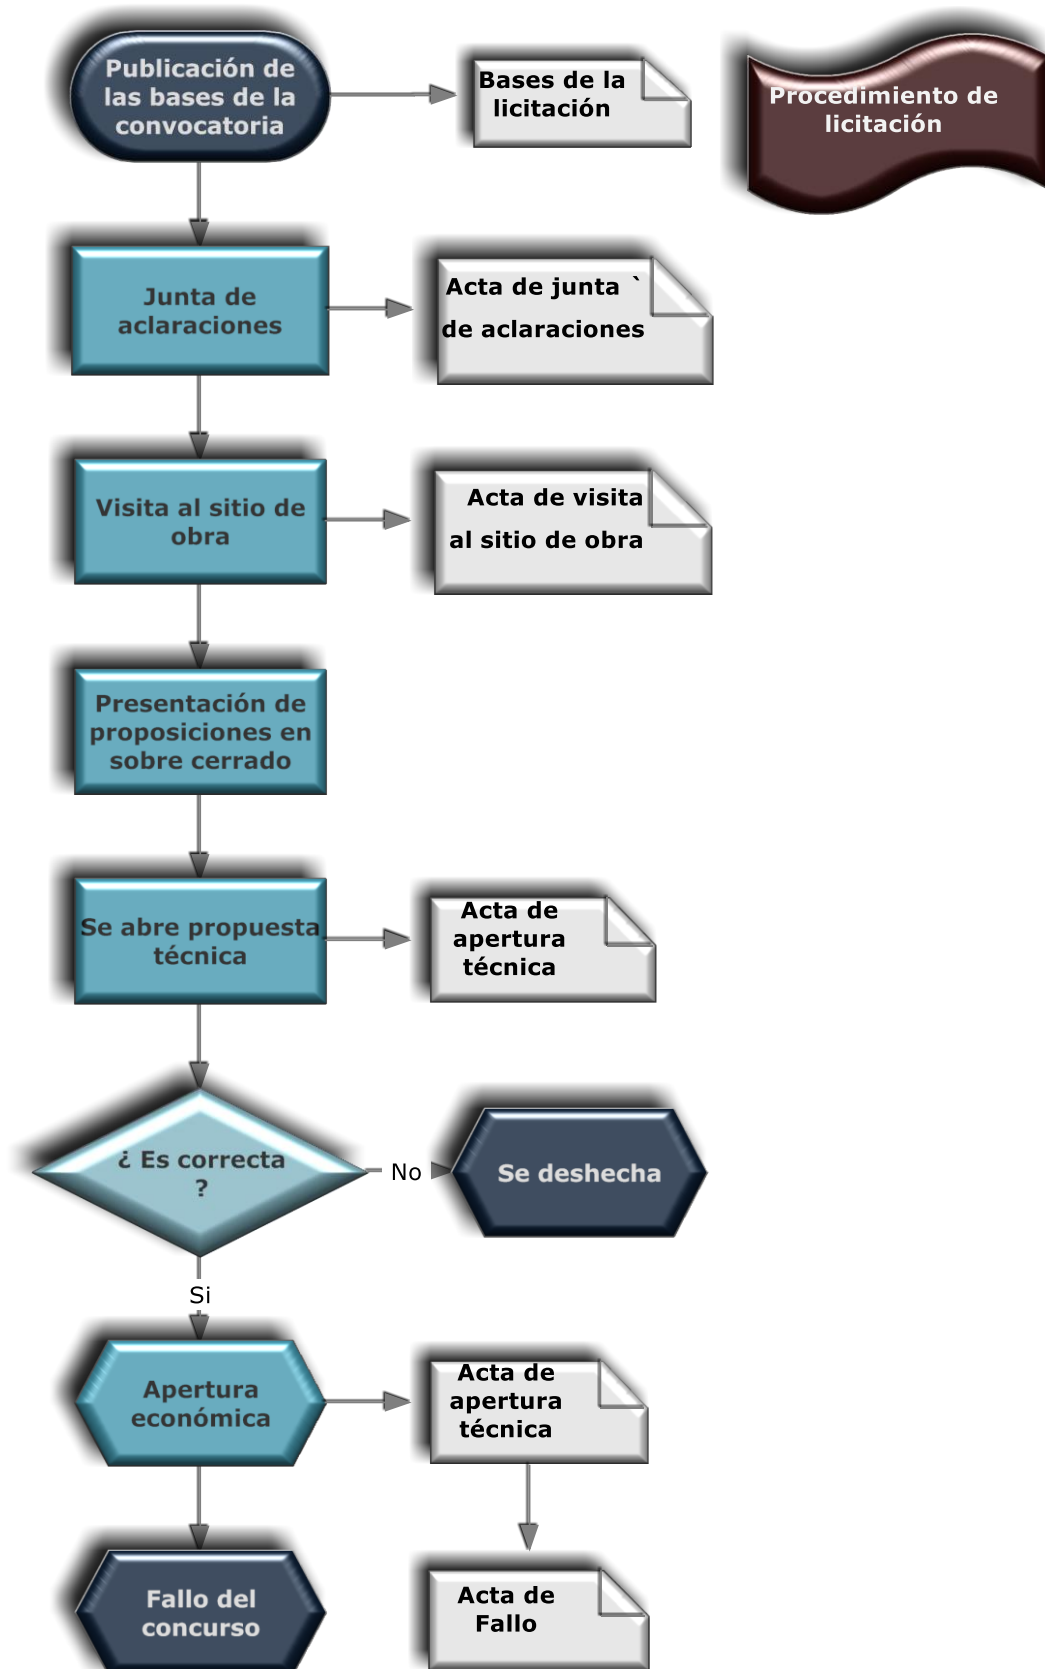 Publicación de
las bases de la
convocatoria
Bases de la
licitación
Procedimiento de
licitación
Junta de
aclaraciones
Acta de junta `
de aclaraciones
Visita al sitio de
obra
Acta de visita
al sitio de obra
Presentación de
proposiciones en
sobre cerrado
Se abre propuesta
técnica
Acta de
apertura
técnica
¿ Es correcta
?
No
Se deshecha
Si
Apertura
económica
Acta de
apertura
técnica
Fallo del
concurso
Acta de
Fallo